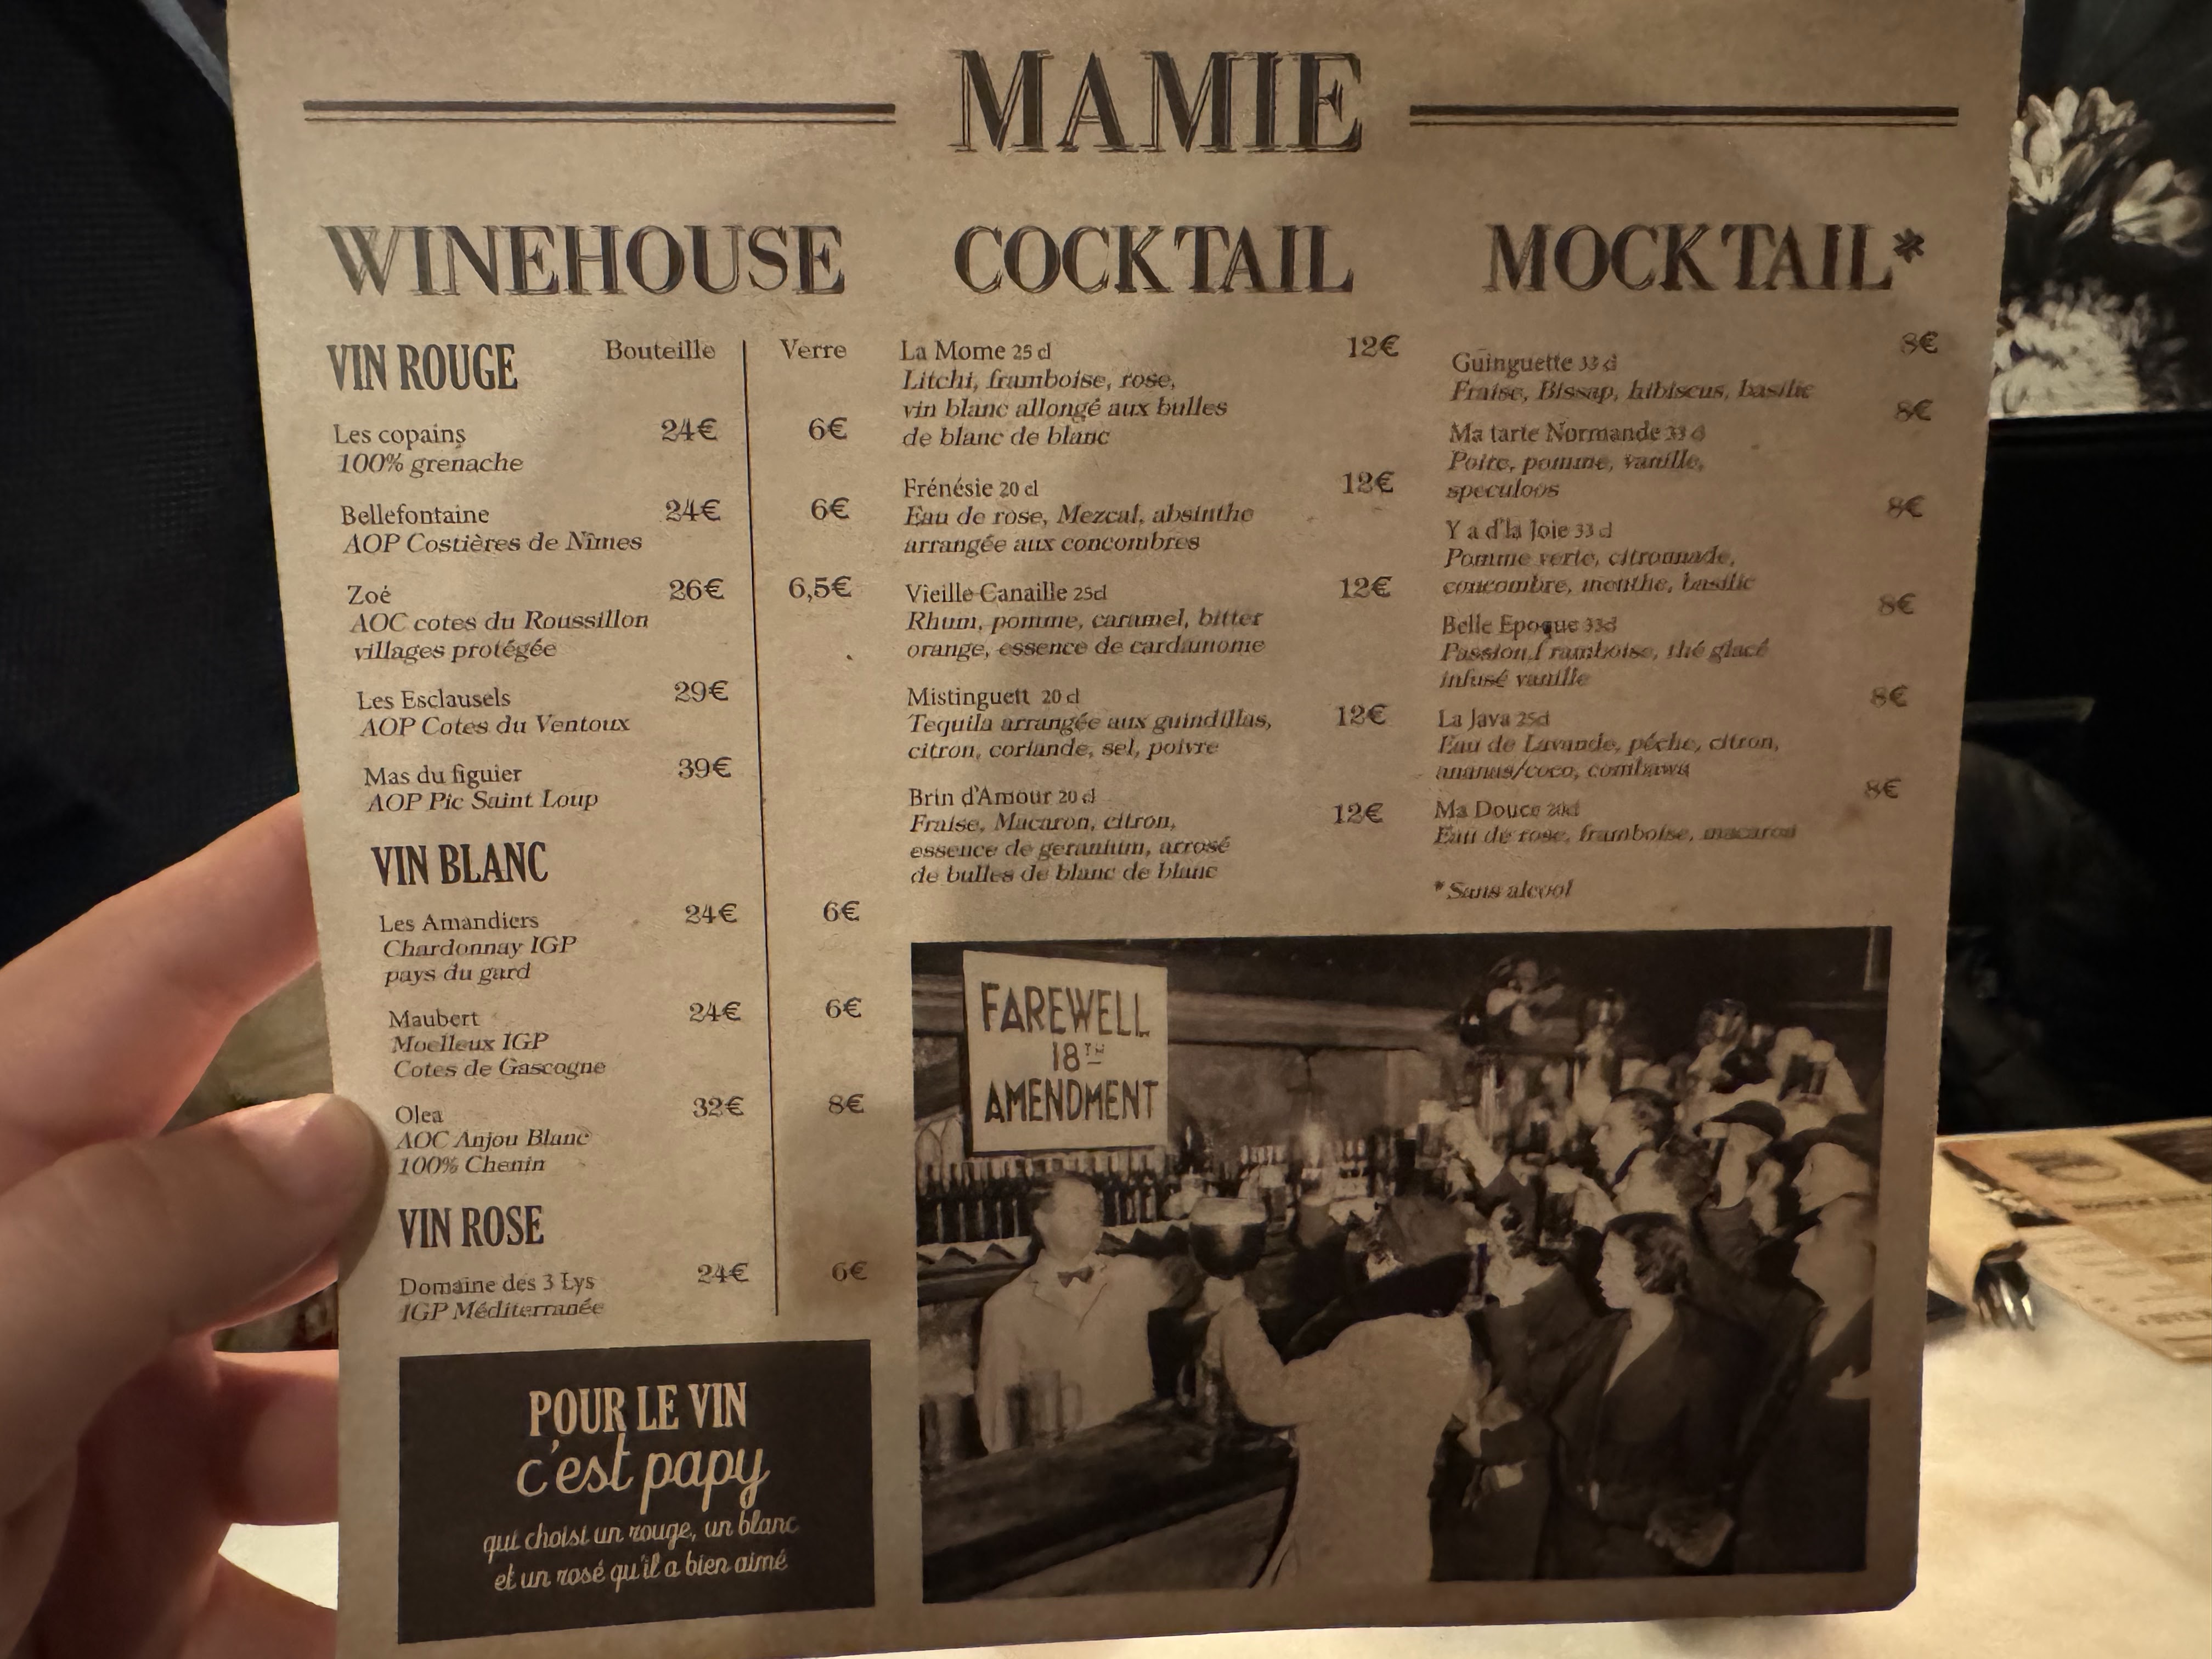 MAMIE
WINEHOUSE
VIN ROUGE Bouteille Verre
Les copains 24€ 6€
100% grenache
Bellefontaine 24€ 6€
AOP Costières de Nîmes
Zoé 26€ 6,5€
AOC cotes du Roussillon
villages protégée
Les Esclausels 29€
AOP Cotes du Ventoux
Mas du figuier 39€
AOP Pic Saint Loup
VIN BLANC
Les Amandiers 24€ 6€
Chardonnay IGP
pays du gard
Maubert 24€ 6€
Moelleux IGP
Cotes de Gascogne
Olea 32€ 8€
AOC Anjou Blanc
100% Chenin
VIN ROSE
Domaine des 3 Lys 24€ 6€
IGP Méditerranée
POUR LE VIN
c'est papy
qui choisi un rouge, un blanc
et un rosé qu'il a bien aimé
COCKTAIL
La Mome 25 cl 12€
Litchi, framboise, rose,
vin blanc allongé aux bulles
de blanc de blanc
Frénésie 20 cl 12€
Eau de rose, Mezcal, absinthe
arrangée aux concombres
Vieille Canaille 25cl 12€
Rhum, pomme, caramel, bitter
orange, essence de cardamome
Mistinguett 20 cl 12€
Tequila arrangée aux guindillas,
citron, coriande, sel, poivre
Brin d'Amour 20 cl 12€
Fraise, Macaron, citron,
essence de geranium, arrosé
de bulles de blanc de blanc
MOCKTAIL*
Guinguette 33 cl 8€
Fraise, Bissap, hibiscus, basilic
Ma tarte Normande 33 cl 8€
Poire, pomme, vanille,
speculoos
Y a d'la Joie 33 cl 8€
Pomme verte, citronnade,
concombre, menthe, basilic
Belle Epoque 33cl 8€
Passion,framboise, thé glacé
infusé vanille
La Java 25cl 8€
Eau de Lavande, pêche, citron,
ananas/coco, combawa
Ma Douce 20cl 8€
Eau de rose, framboise, macaron
*Sans alcool
FAREWELL
18TH
AMENDMENT